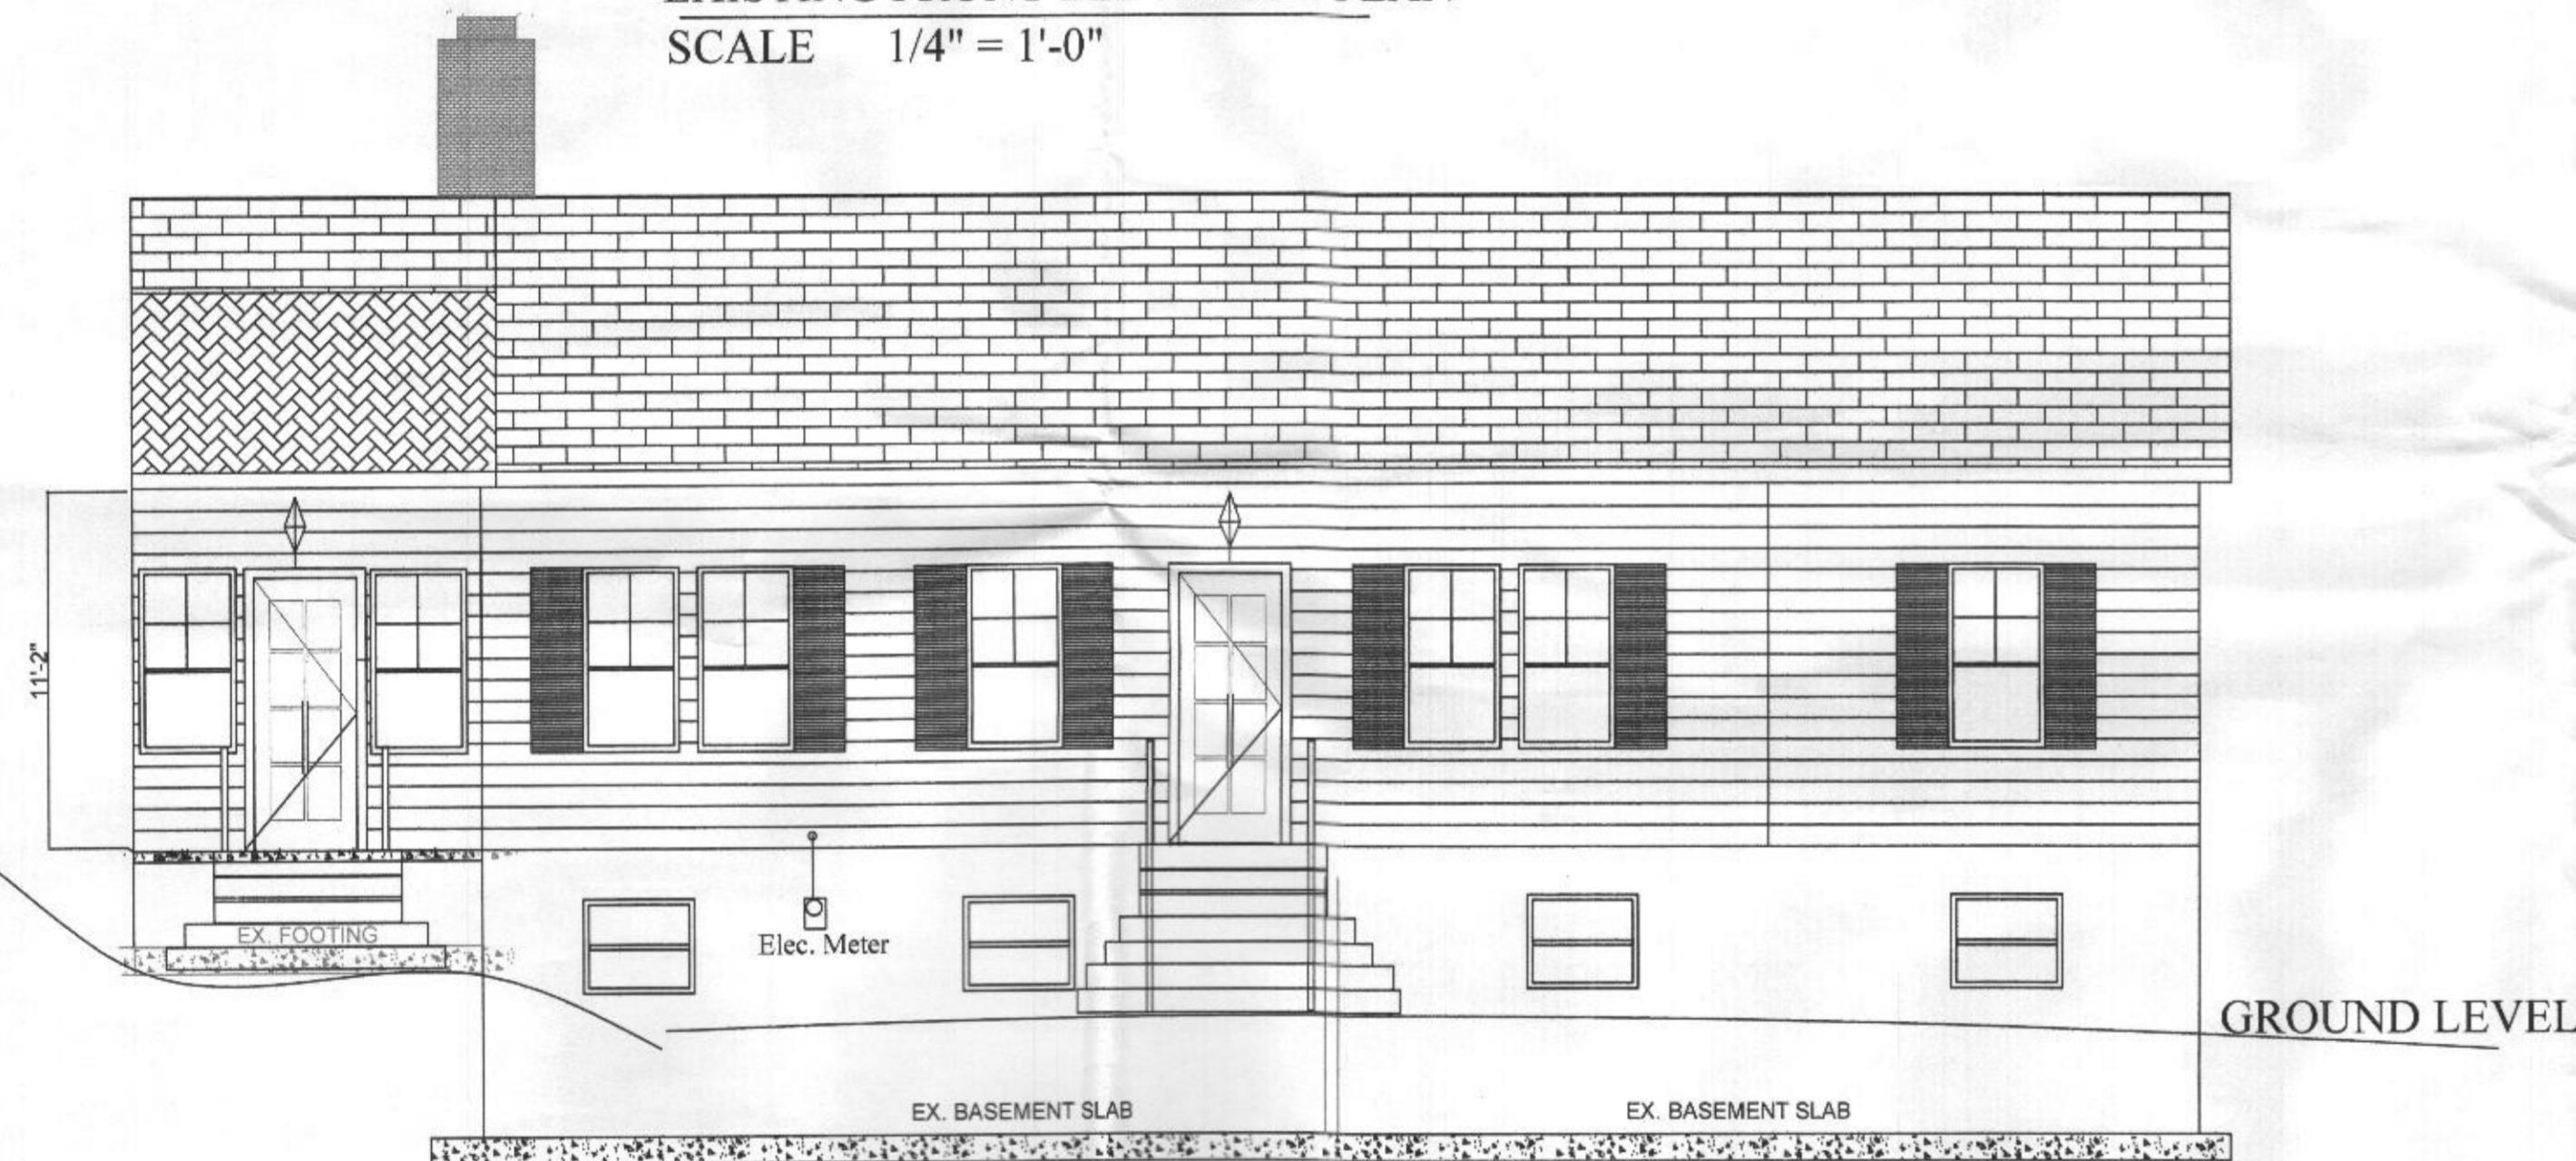 SCALE 1/4" = 1'-0"
11'-2"
EX. FOOTING
Elec. Meter
GROUND LEVEL
EX. BASEMENT SLAB
EX. BASEMENT SLAB